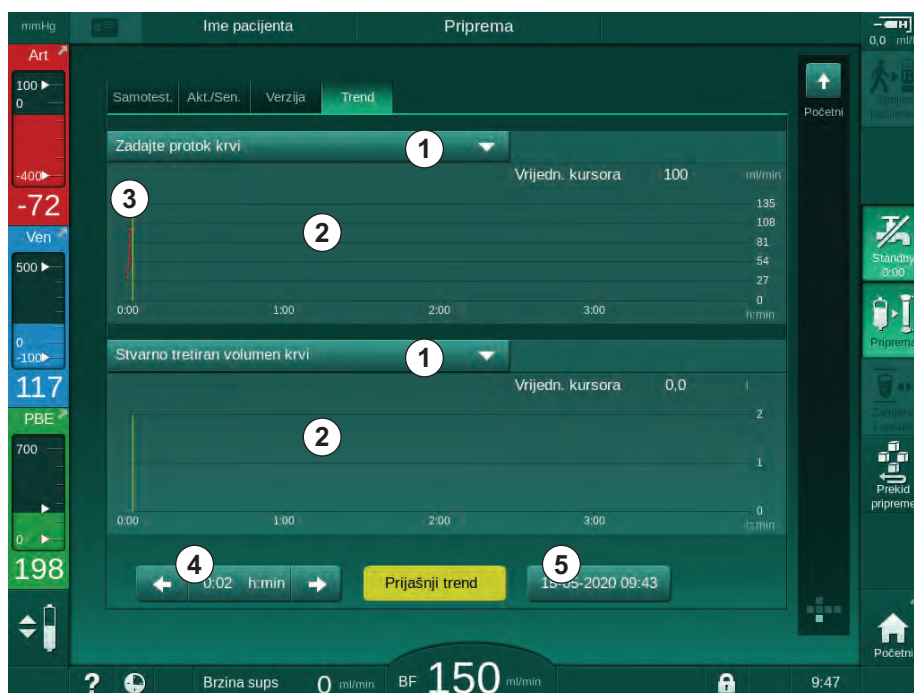 mmHg
Ime pacijenta
Priprema
0,0 ml/
Art
100
0
-400
-72
Ven
500
0
-100
117
PBE
700
0
198
Samotest.
Akt./Sen.
Verzija
Trend
Početni
Zadajte protok krvi
1
Vrijedn. kursora
100
ml/min
3
2
135
108
81
54
27
0
0:00
1:00
2:00
3:00
h:min
Stvarno tretiran volumen krvi
1
Vrijedn. kursora
0,0
l
2
2
1
0
0:00
1:00
2:00
3:00
h:min
4
:02 h:min
Prijašnji trend
5
-2020 09:43
Standby
0:00
Priprema
Prekid
pripreme
Početni
?
Brzina sups
0 ml/min
BF 150 ml/min
9:47